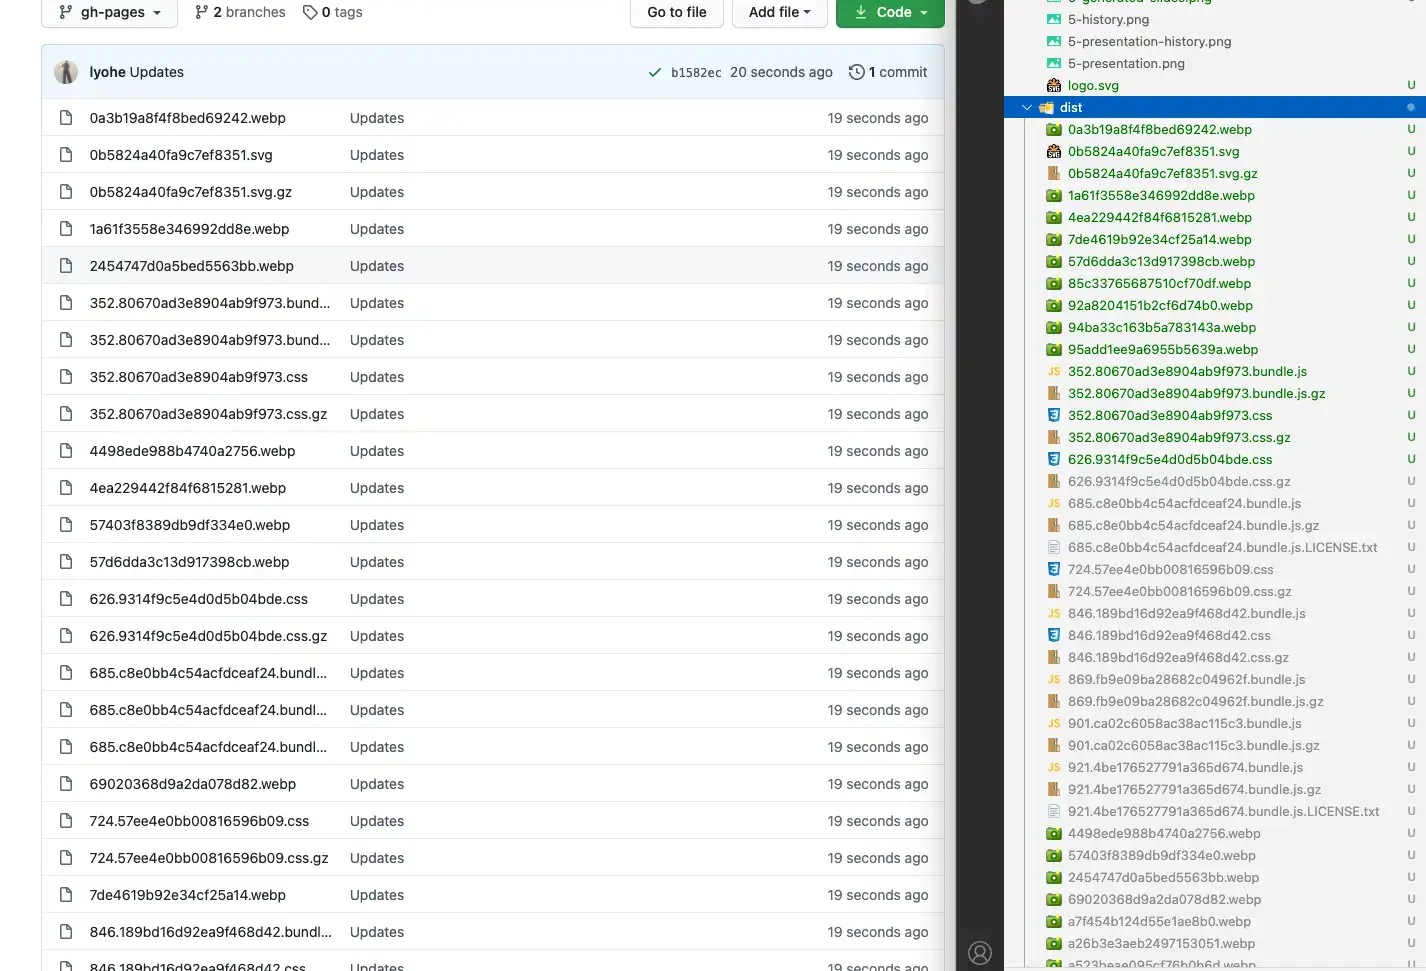 gh-pages
2 branches
0 tags
Go to file
Add file
Code
lyohe Updates
b1582ec 20 seconds ago
1 commit
0a3b19a8f4f8bed69242.webp Updates 19 seconds ago
0b5824a40fa9c7ef8351.svg Updates 19 seconds ago
0b5824a40fa9c7ef8351.svg.gz Updates 19 seconds ago
1a61f3558e346992dd8e.webp Updates 19 seconds ago
2454747d0a5bed5563bb.webp Updates 19 seconds ago
352.80670ad3e8904ab9f973.bund... Updates 19 seconds ago
352.80670ad3e8904ab9f973.bund... Updates 19 seconds ago
352.80670ad3e8904ab9f973.css Updates 19 seconds ago
352.80670ad3e8904ab9f973.css.gz Updates 19 seconds ago
4498ede988b4740a2756.webp Updates 19 seconds ago
4ea229442f84f6815281.webp Updates 19 seconds ago
57403f8389db9df334e0.webp Updates 19 seconds ago
57d6dda3c13d917398cb.webp Updates 19 seconds ago
626.9314f9c5e4d0d5b04bde.css Updates 19 seconds ago
626.9314f9c5e4d0d5b04bde.css.gz Updates 19 seconds ago
685.c8e0bb4c54acfdceaf24.bundl... Updates 19 seconds ago
685.c8e0bb4c54acfdceaf24.bundl... Updates 19 seconds ago
685.c8e0bb4c54acfdceaf24.bundl... Updates 19 seconds ago
69020368d9a2da078d82.webp Updates 19 seconds ago
724.57ee4e0bb00816596b09.css Updates 19 seconds ago
724.57ee4e0bb00816596b09.css.gz Updates 19 seconds ago
7de4619b92e34cf25a14.webp Updates 19 seconds ago
846.189bd16d92ea9f468d42.bundl... Updates 19 seconds ago
846.189bd16d92ea9f468d42.css Updates 19 seconds ago
5-generated-slides.png
5-history.png
5-presentation-history.png
5-presentation.png
logo.svg U
dist
0a3b19a8f4f8bed69242.webp U
0b5824a40fa9c7ef8351.svg U
0b5824a40fa9c7ef8351.svg.gz U
1a61f3558e346992dd8e.webp U
4ea229442f84f6815281.webp U
7de4619b92e34cf25a14.webp U
57d6dda3c13d917398cb.webp U
85c33765687510cf70df.webp U
92a8204151b2cf6d74b0.webp U
94ba33c163b5a783143a.webp U
95add1ee9a6955b5639a.webp U
JS 352.80670ad3e8904ab9f973.bundle.js U
352.80670ad3e8904ab9f973.bundle.js.gz U
352.80670ad3e8904ab9f973.css U
352.80670ad3e8904ab9f973.css.gz U
626.9314f9c5e4d0d5b04bde.css U
626.9314f9c5e4d0d5b04bde.css.gz U
JS 685.c8e0bb4c54acfdceaf24.bundle.js U
685.c8e0bb4c54acfdceaf24.bundle.js.gz U
685.c8e0bb4c54acfdceaf24.bundle.js.LICENSE.txt U
724.57ee4e0bb00816596b09.css U
724.57ee4e0bb00816596b09.css.gz U
JS 846.189bd16d92ea9f468d42.bundle.js U
846.189bd16d92ea9f468d42.css U
846.189bd16d92ea9f468d42.css.gz U
JS 869.fb9e09ba28682c04962f.bundle.js U
869.fb9e09ba28682c04962f.bundle.js.gz U
JS 901.ca02c6058ac38ac115c3.bundle.js U
901.ca02c6058ac38ac115c3.bundle.js.gz U
JS 921.4be176527791a365d674.bundle.js U
921.4be176527791a365d674.bundle.js.gz U
921.4be176527791a365d674.bundle.js.LICENSE.txt U
4498ede988b4740a2756.webp U
57403f8389db9df334e0.webp U
2454747d0a5bed5563bb.webp U
69020368d9a2da078d82.webp U
a7f454b124d55e1ae8b0.webp U
a26b3e3aeb2497153051.webp U
a523beae095cf76b0b6d.webp U